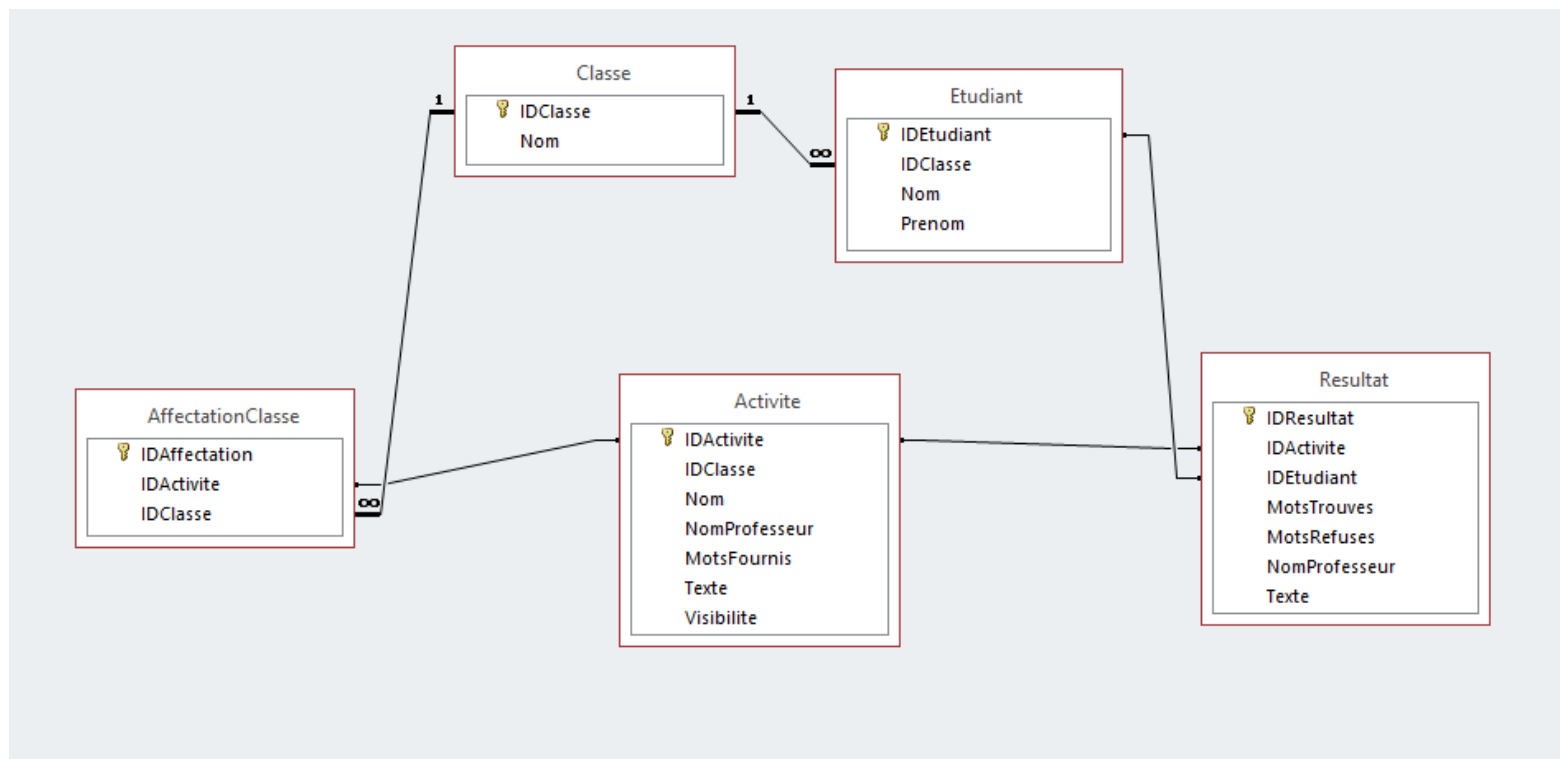 Classe
IDClasse
Nom
1
1
∞
Etudiant
IDEtudiant
IDClasse
Nom
Prenom
AffectationClasse
IDAffectation
IDActivite
IDClasse
∞
Activite
IDActivite
IDClasse
Nom
NomProfesseur
MotsFournis
Texte
Visibilite
Resultat
IDResultat
IDActivite
IDEtudiant
MotsTrouves
MotsRefuses
NomProfesseur
Texte